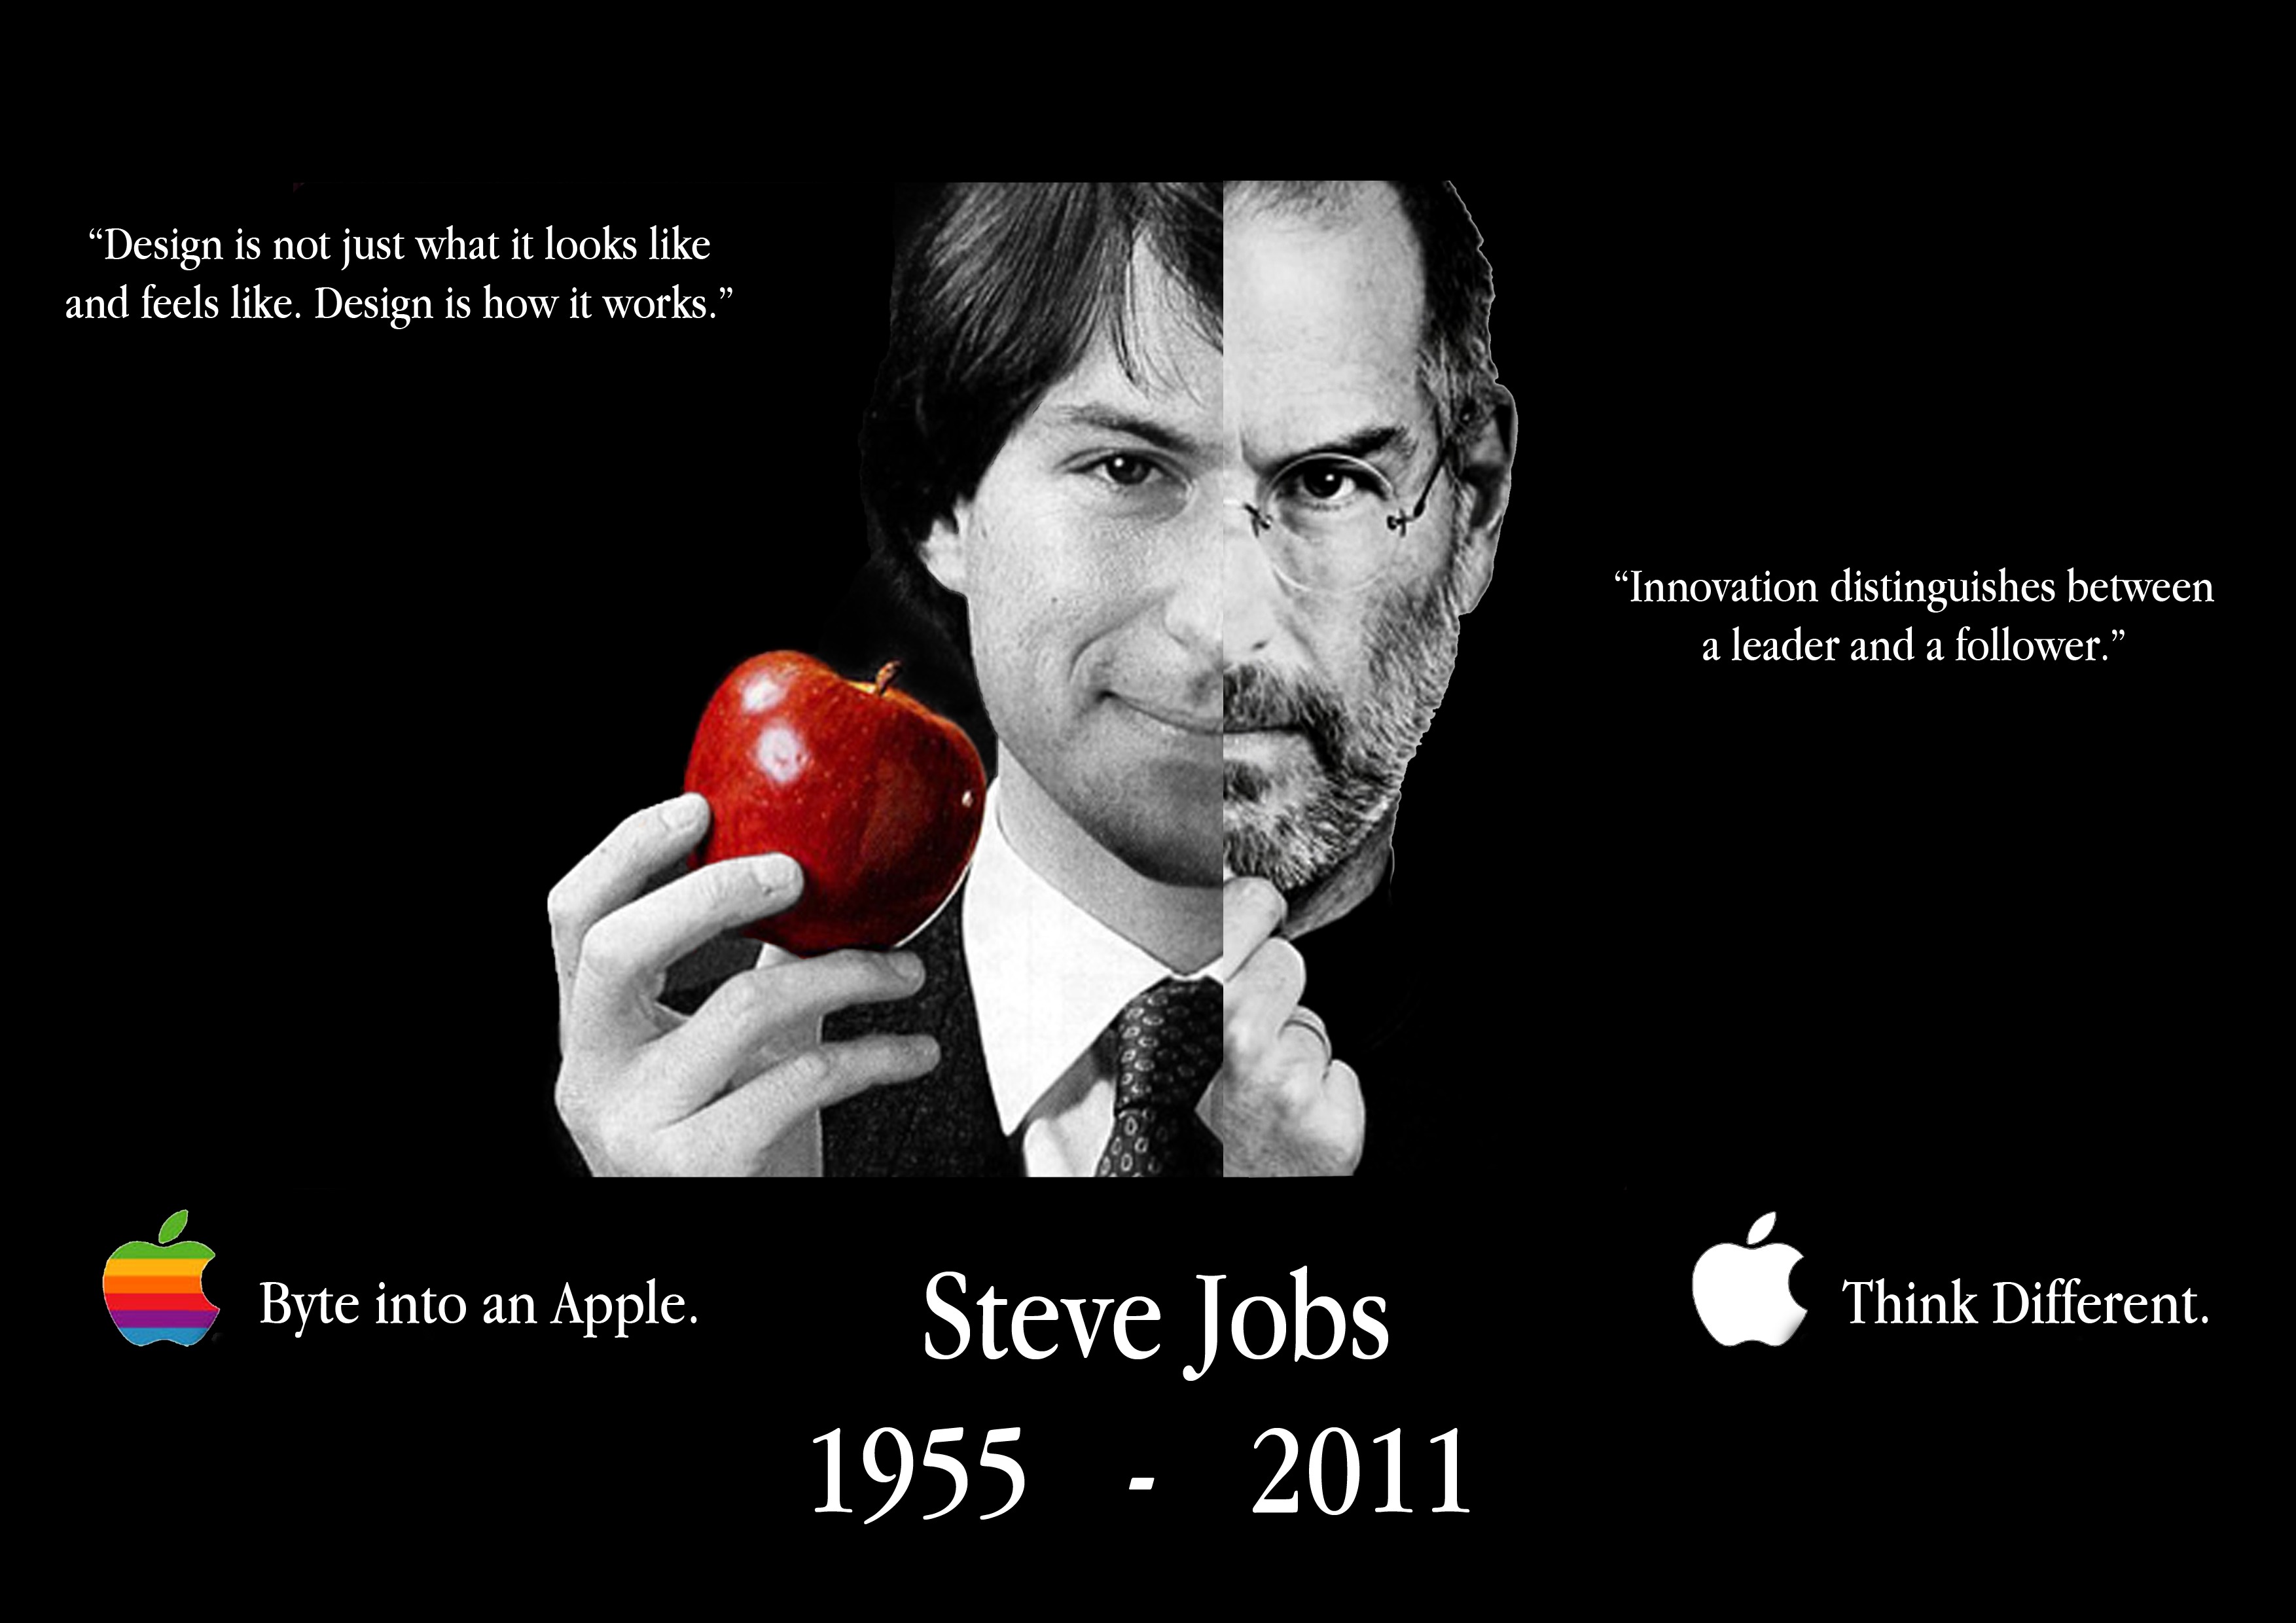 “Design is not just what it looks like
and feels like. Design is how it works.”
“Innovation distinguishes between
a leader and a follower.”
Byte into an Apple.
Steve Jobs
Think Different.
1955 - 2011